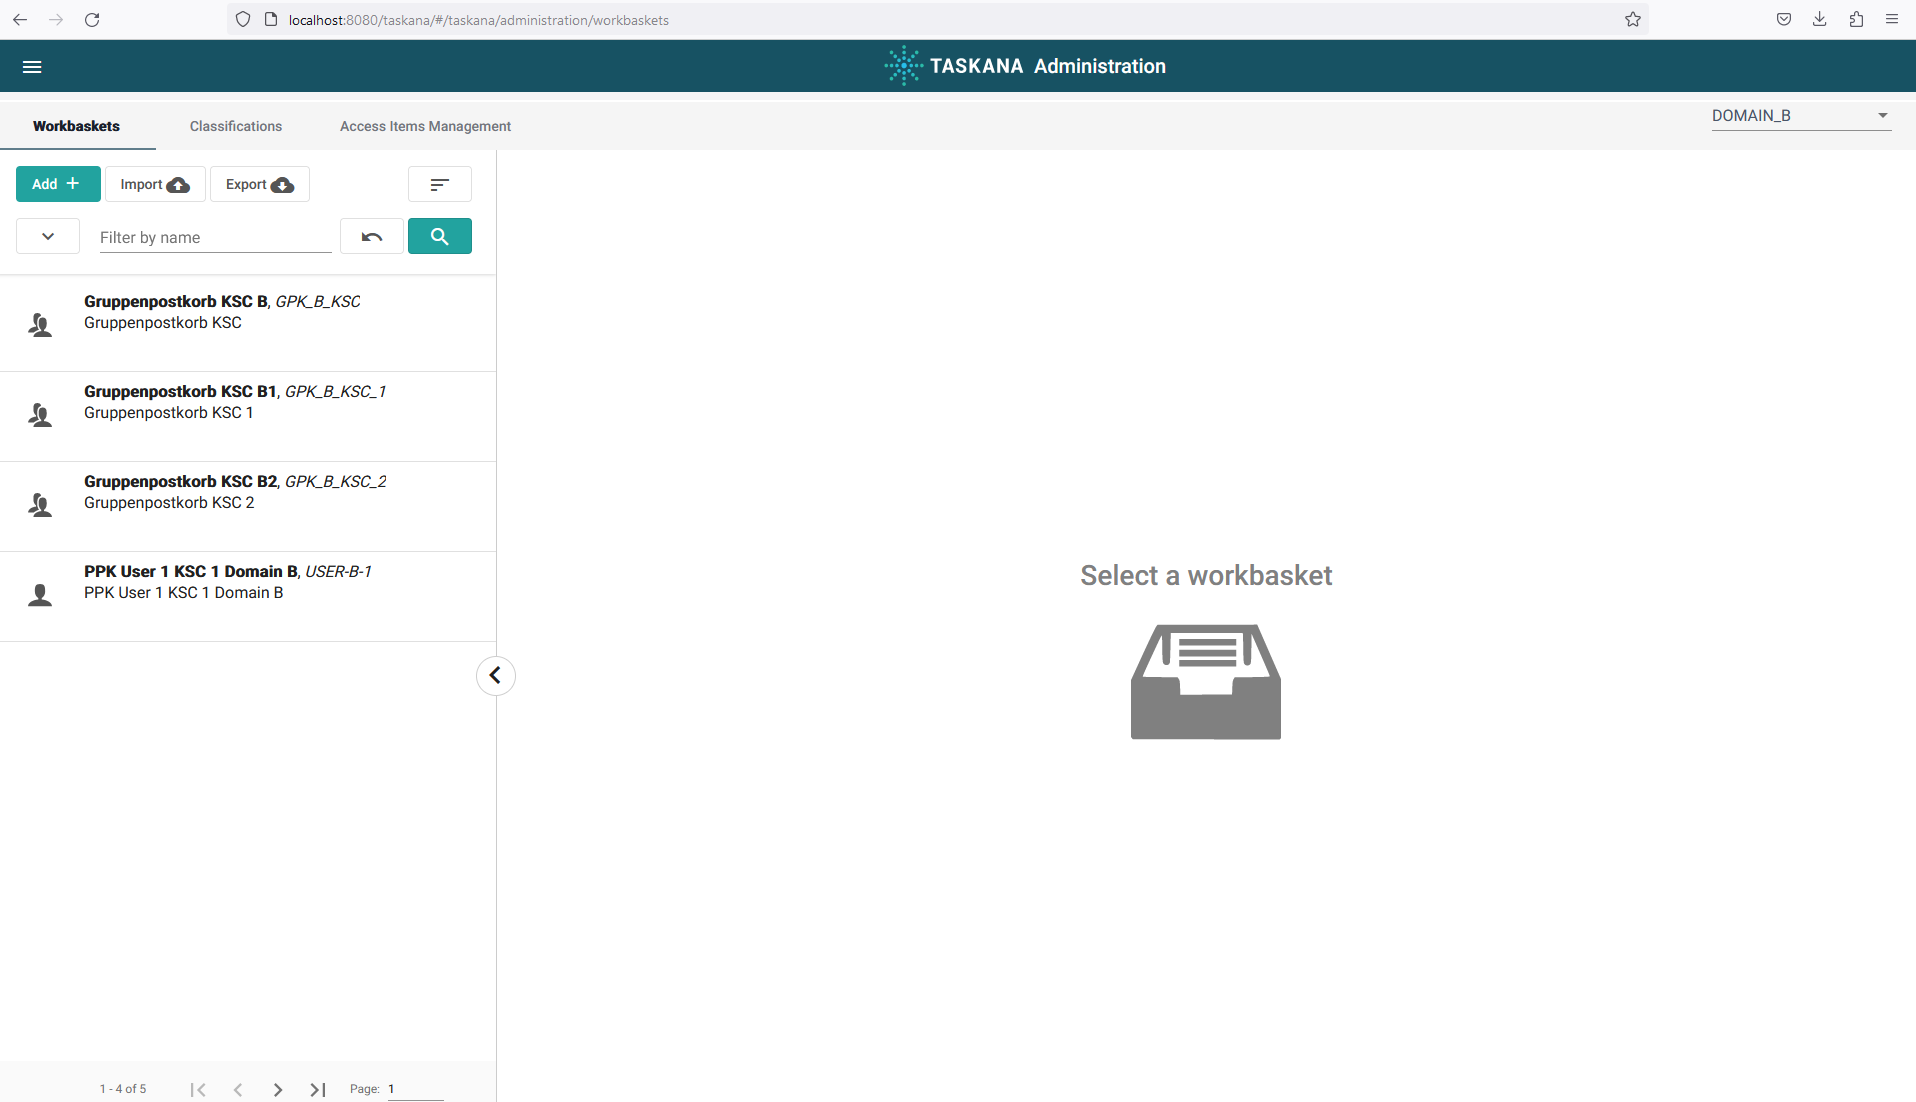 localhost:8080/taskana/#/taskana/administration/workbaskets
TASKANA Administration
Workbaskets Classifications Access Items Management DOMAIN_B
Add Import Export
Filter by name
Gruppenpostkorb KSC B, GPK_B_KSC
Gruppenpostkorb KSC
Gruppenpostkorb KSC B1, GPK_B_KSC_1
Gruppenpostkorb KSC 1
Gruppenpostkorb KSC B2, GPK_B_KSC_2
Gruppenpostkorb KSC 2
PPK User 1 KSC 1 Domain B, USER-B-1
PPK User 1 KSC 1 Domain B
Select a workbasket
1 - 4 of 5 Page: 1